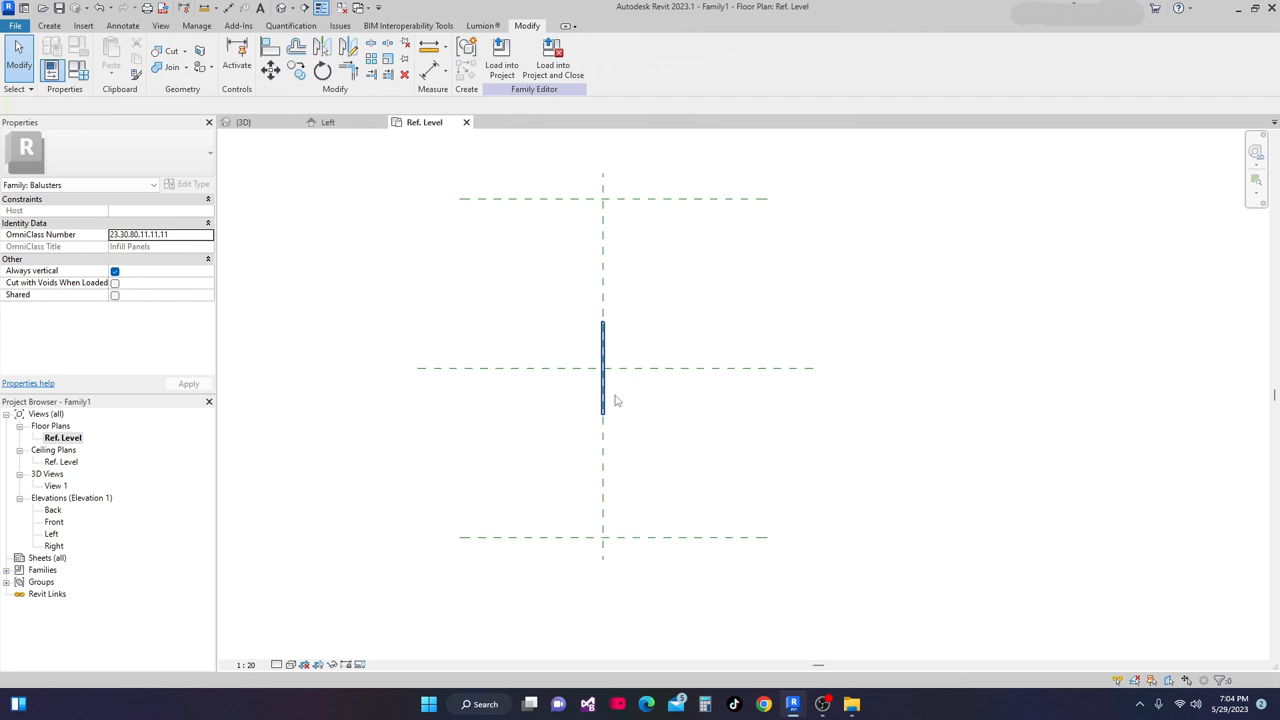 Autodesk Revit 2023.1 - Family1 - Floor Plan: Ref. Level
File Create Insert Annotate View Manage Add-Ins Quantification Issues BIM Interoperability Tools Lumion® Modify
Modify Paste Cut Join Activate Load into Project Load into Project and Close
Select Properties Clipboard Geometry Controls Modify Measure Create Family Editor
Properties
{3D} Left Ref. Level
R
Family: Balusters Edit Type
Constraints
Host
Identity Data
OmniClass Number 23.30.80.11.11.11
OmniClass Title Infill Panels
Other
Always vertical
Cut with Voids When Loaded
Shared
Properties help Apply
Project Browser - Family1
Views (all)
Floor Plans
Ref. Level
Ceiling Plans
Ref. Level
3D Views
View 1
Elevations (Elevation 1)
Back
Front
Left
Right
Sheets (all)
Families
Groups
Revit Links
1 : 20
:0
Search
5
7:04 PM
5/29/2023
2